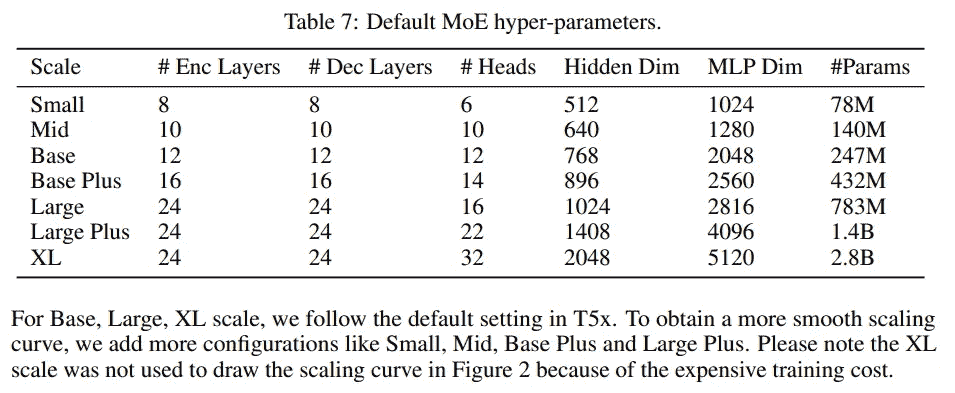 Table 7: Default MoE hyper-parameters.
Scale # Enc Layers # Dec Layers # Heads Hidden Dim MLP Dim #Params
Small 8 8 6 512 1024 78M
Mid 10 10 10 640 1280 140M
Base 12 12 12 768 2048 247M
Base Plus 16 16 14 896 2560 432M
Large 24 24 16 1024 2816 783M
Large Plus 24 24 22 1408 4096 1.4B
XL 24 24 32 2048 5120 2.8B
For Base, Large, XL scale, we follow the default setting in T5x. To obtain a more smooth scaling
curve, we add more configurations like Small, Mid, Base Plus and Large Plus. Please note the XL
scale was not used to draw the scaling curve in Figure 2 because of the expensive training cost.